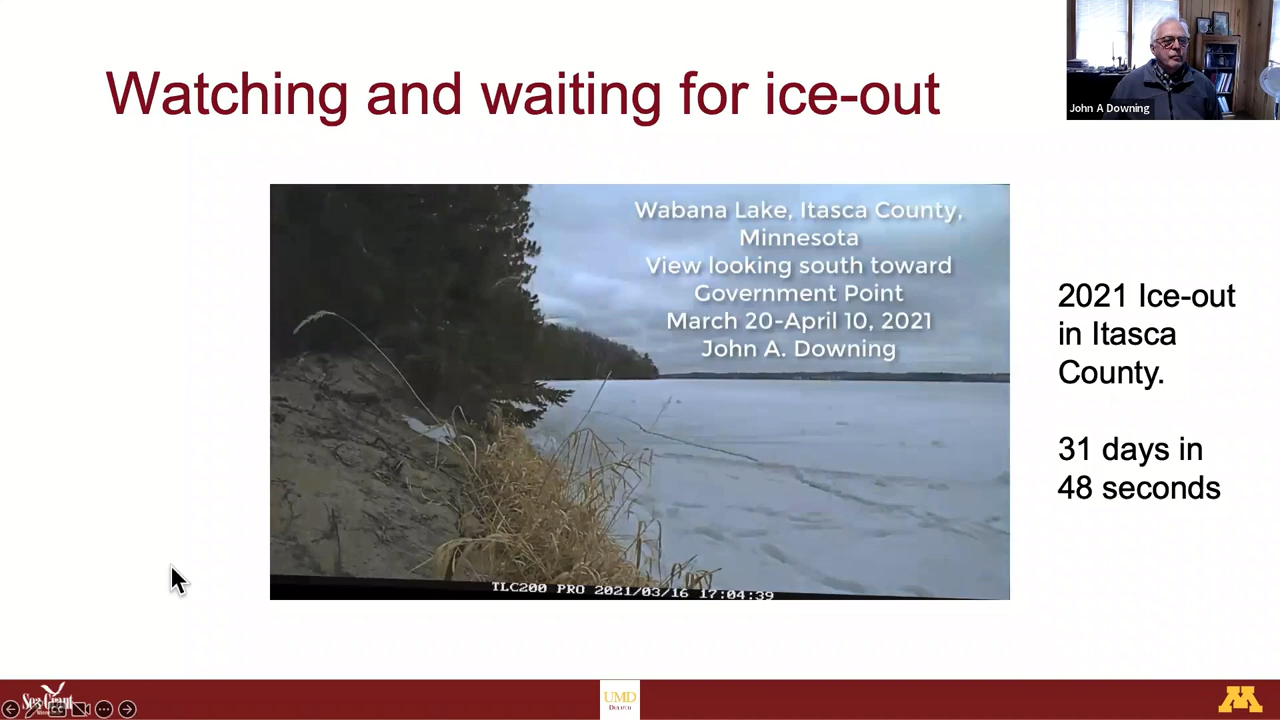 Watching and waiting for ice-out
John A Downing
Wabana Lake, Itasca County,
Minnesota
View looking south toward
Government Point
March 20-April 10, 2021
John A. Downing
TLC200 PRO 2021/03/16 17:04:39
2021 Ice-out
in Itasca
County.
31 days in
48 seconds
Sea Grant
UMD
Duluth
M